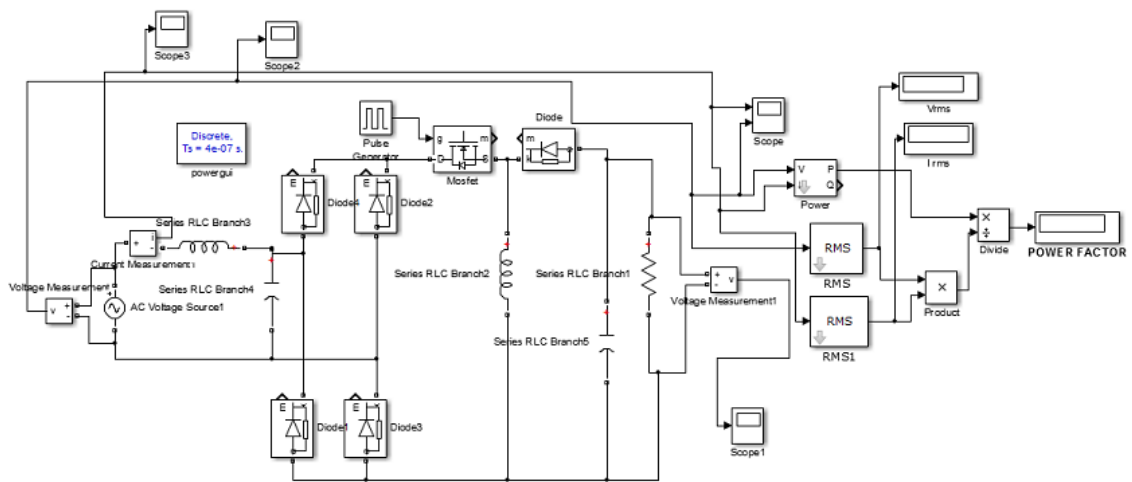 Scope3
Scope2
Discrete,
Ts = 4e-07 s.
powergui
Pulse
Generator
g
m
D
S
Mosfet
Diode
m
a
k
Scope
Vrms
I rms
V
P
I
Q
Power
E
Diode4
E
Diode2
Series RLC Branch3
+
-
i
Current Measurement1
Series RLC Branch4
Voltage Measurement
v
+
-
AC Voltage Source1
Series RLC Branch2
Series RLC Branch1
+
-
v
Voltage Measurement1
Series RLC Branch5
RMS
RMS
RMS
RMS1
×
Product
×
÷
Divide
POWER FACTOR
E
Diode1
E
Diode3
Scope1